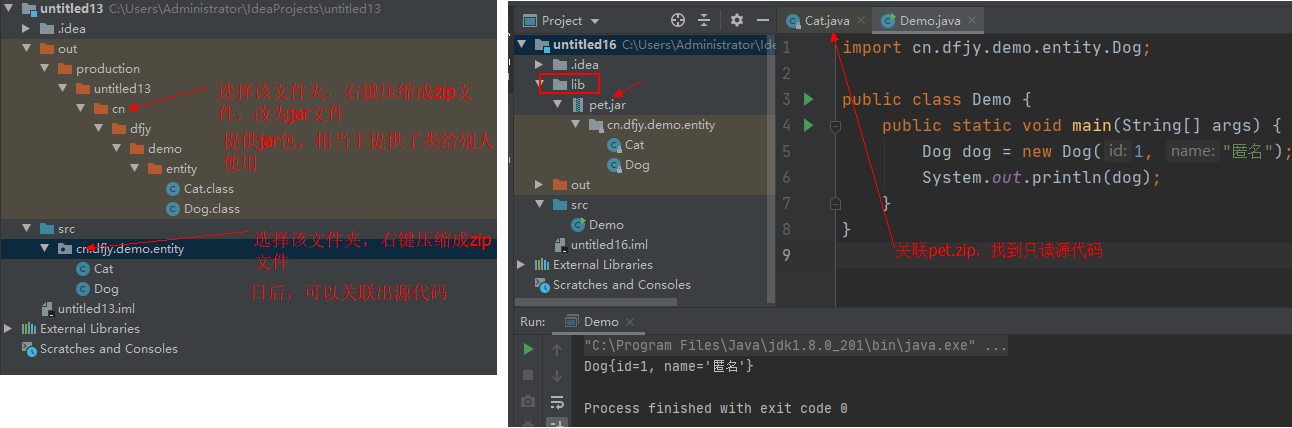 untitled13 C:\Users\Administrator\IdeaProjects\untitled13
.idea
out
production
untitled13
cn
选择该文件夹，右键压缩成zip文
件，改为jar文件
dfjy
提供jar包，相当于提供了类给别人
使用
demo
entity
Cat.class
Dog.class
src
cn.dfjy.demo.entity
选择该文件夹，右键压缩成zip
文件
Cat
Dog
日后，可以关联出源代码
untitled13.iml
External Libraries
Scratches and Consoles
Project
untitled16 C:\Users\Administrator\Ide
.idea
lib
pet.jar
cn.dfjy.demo.entity
Cat
Dog
out
src
Demo
untitled16.iml
External Libraries
Scratches and Consoles
Cat.java
Demo.java
1 import cn.dfjy.demo.entity.Dog;
2
3 public class Demo {
4 public static void main(String[] args) {
5 Dog dog = new Dog( id: 1, name: "匿名");
6 System.out.println(dog);
7 }
8 }
9
关联pet.zip，找到只读源代码
Run: Demo
"C:\Program Files\Java\jdk1.8.0_201\bin\java.exe" ...
Dog{id=1, name='匿名'}
Process finished with exit code 0